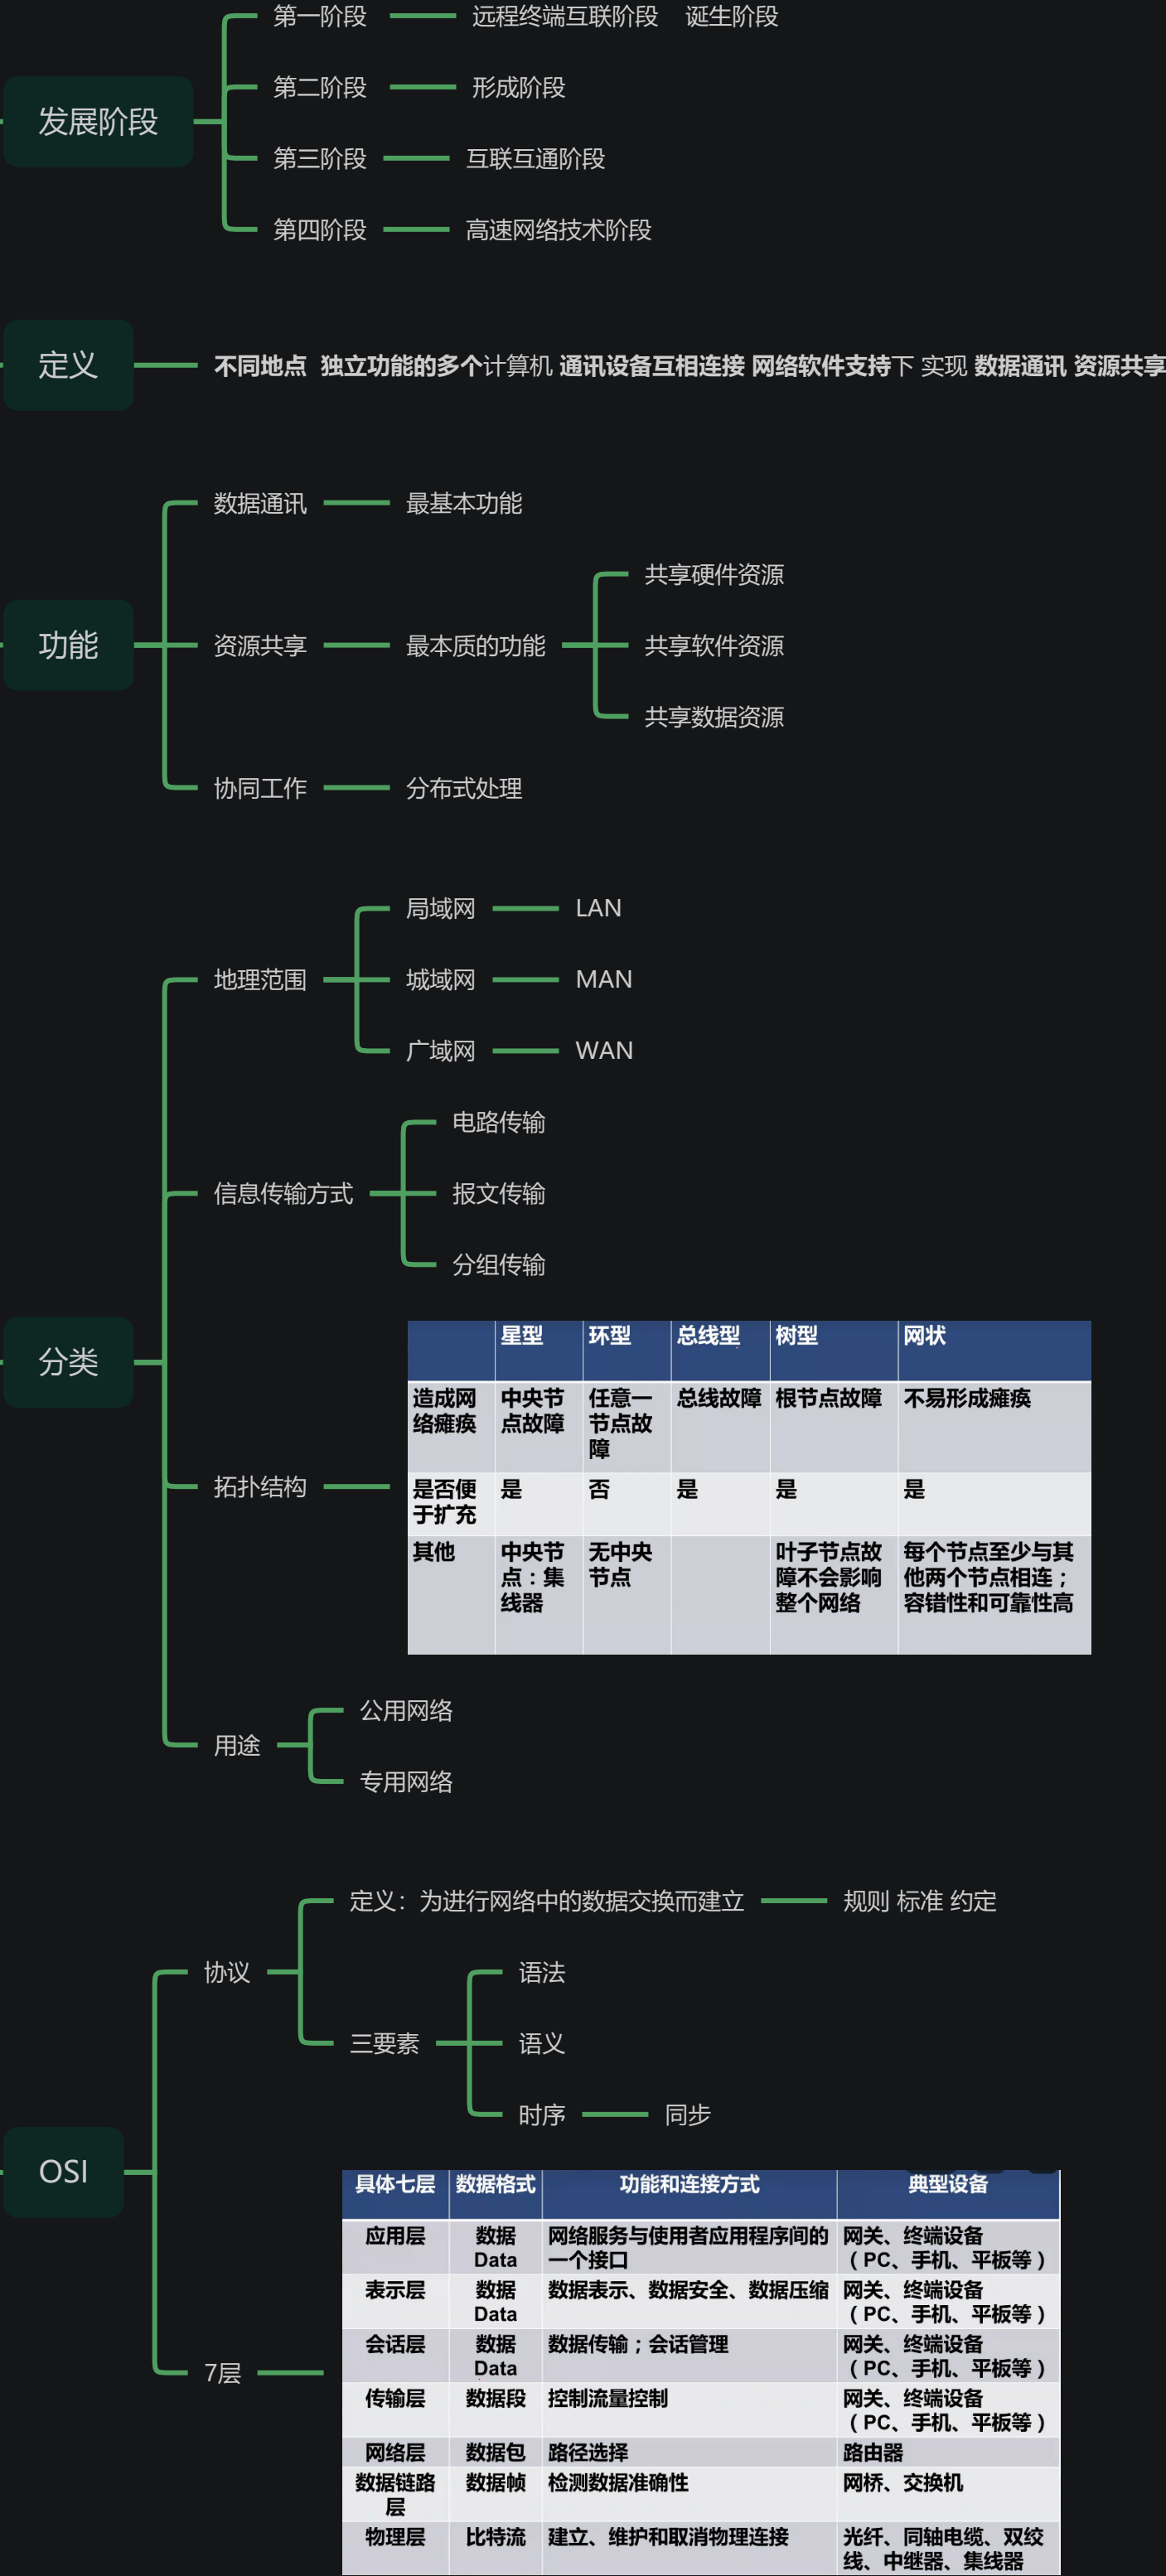 发展阶段
第一阶段
远程终端互联阶段 诞生阶段
第二阶段
形成阶段
第三阶段
互联互通阶段
第四阶段
高速网络技术阶段
定义
不同地点 独立功能的多个计算机 通讯设备互相连接 网络软件支持下 实现 数据通讯 资源共享
功能
数据通讯
最基本功能
资源共享
最本质的功能
共享硬件资源
共享软件资源
共享数据资源
协同工作
分布式处理
分类
地理范围
局域网
LAN
城域网
MAN
广域网
WAN
信息传输方式
电路传输
报文传输
分组传输
拓扑结构
星型 环型 总线型 树型 网状
造成网
络瘫痪
中央节
点故障
任意一
节点故
障
总线故障
根节点故障
不易形成瘫痪
是否便
于扩充
是 否 是 是 是
其他
中央节
点：集
线器
无中央
节点
叶子节点故
障不会影响
整个网络
每个节点至少与其
他两个节点相连；
容错性和可靠性高
用途
公用网络
专用网络
OSI
协议
定义：为进行网络中的数据交换而建立
规则 标准 约定
三要素
语法
语义
时序
同步
7层
具体七层 数据格式 功能和连接方式 典型设备
应用层
数据
Data
网络服务与使用者应用程序间的
一个接口
网关、终端设备
（PC、手机、平板等）
表示层
数据
Data
数据表示、数据安全、数据压缩
网关、终端设备
（PC、手机、平板等）
会话层
数据
Data
数据传输；会话管理
网关、终端设备
（PC、手机、平板等）
传输层
数据段
控制流量控制
网关、终端设备
（PC、手机、平板等）
网络层 数据包 路径选择 路由器
数据链路
层
数据帧
检测数据准确性
网桥、交换机
物理层
比特流
建立、维护和取消物理连接
光纤、同轴电缆、双绞
线、中继器、集线器